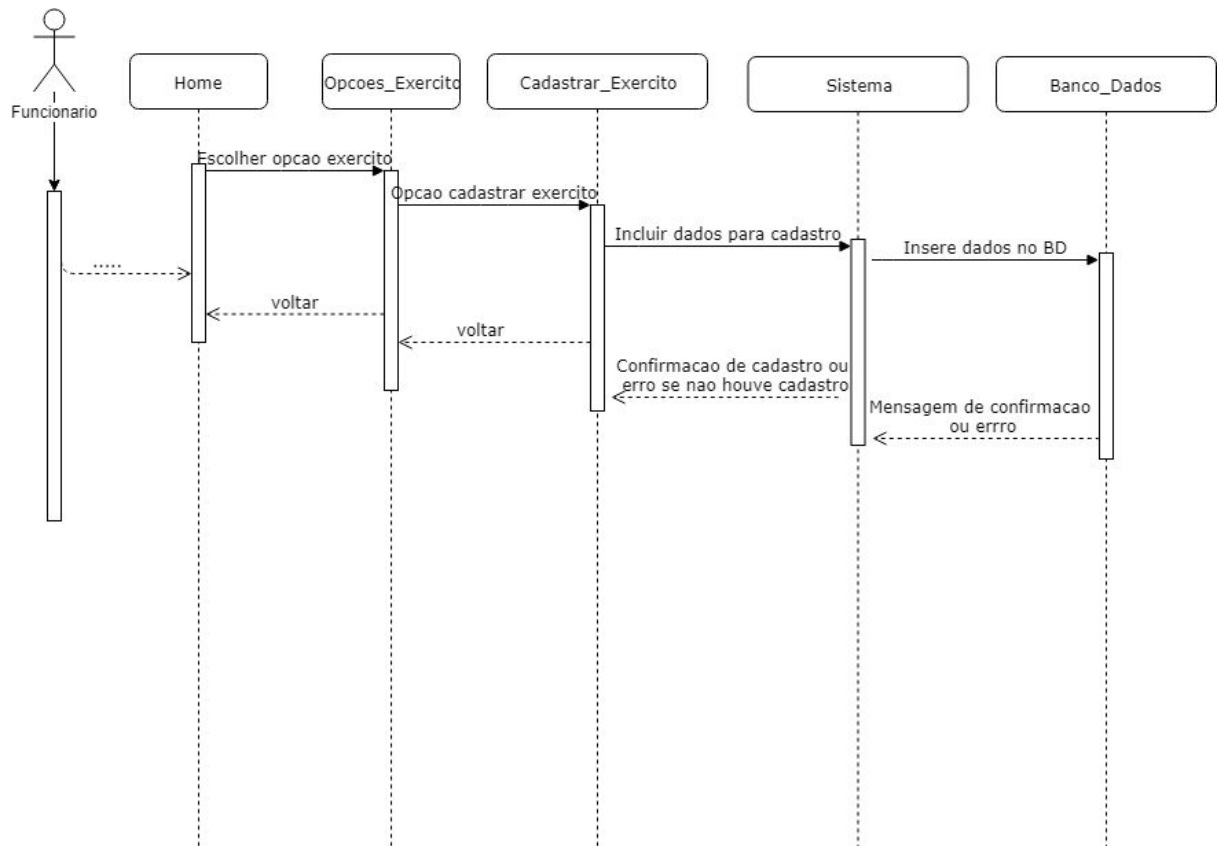 Funcionario
Home
Opcoes_Exercito
Cadastrar_Exercito
Sistema
Banco_Dados
Escolher opcao exercito
Opcao cadastrar exercito
Incluir dados para cadastro
Insere dados no BD
.....
voltar
voltar
Confirmacao de cadastro ou
erro se nao houve cadastro
Mensagem de confirmacao
ou errro